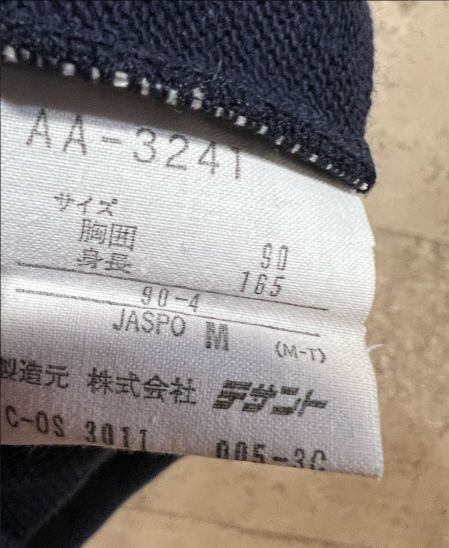 AA-3241
サイズ
胸囲 90
身長 165
90-4
JASPO M (M-T)
製造元 株式会社 デサント
C-OS 3011 005-3C